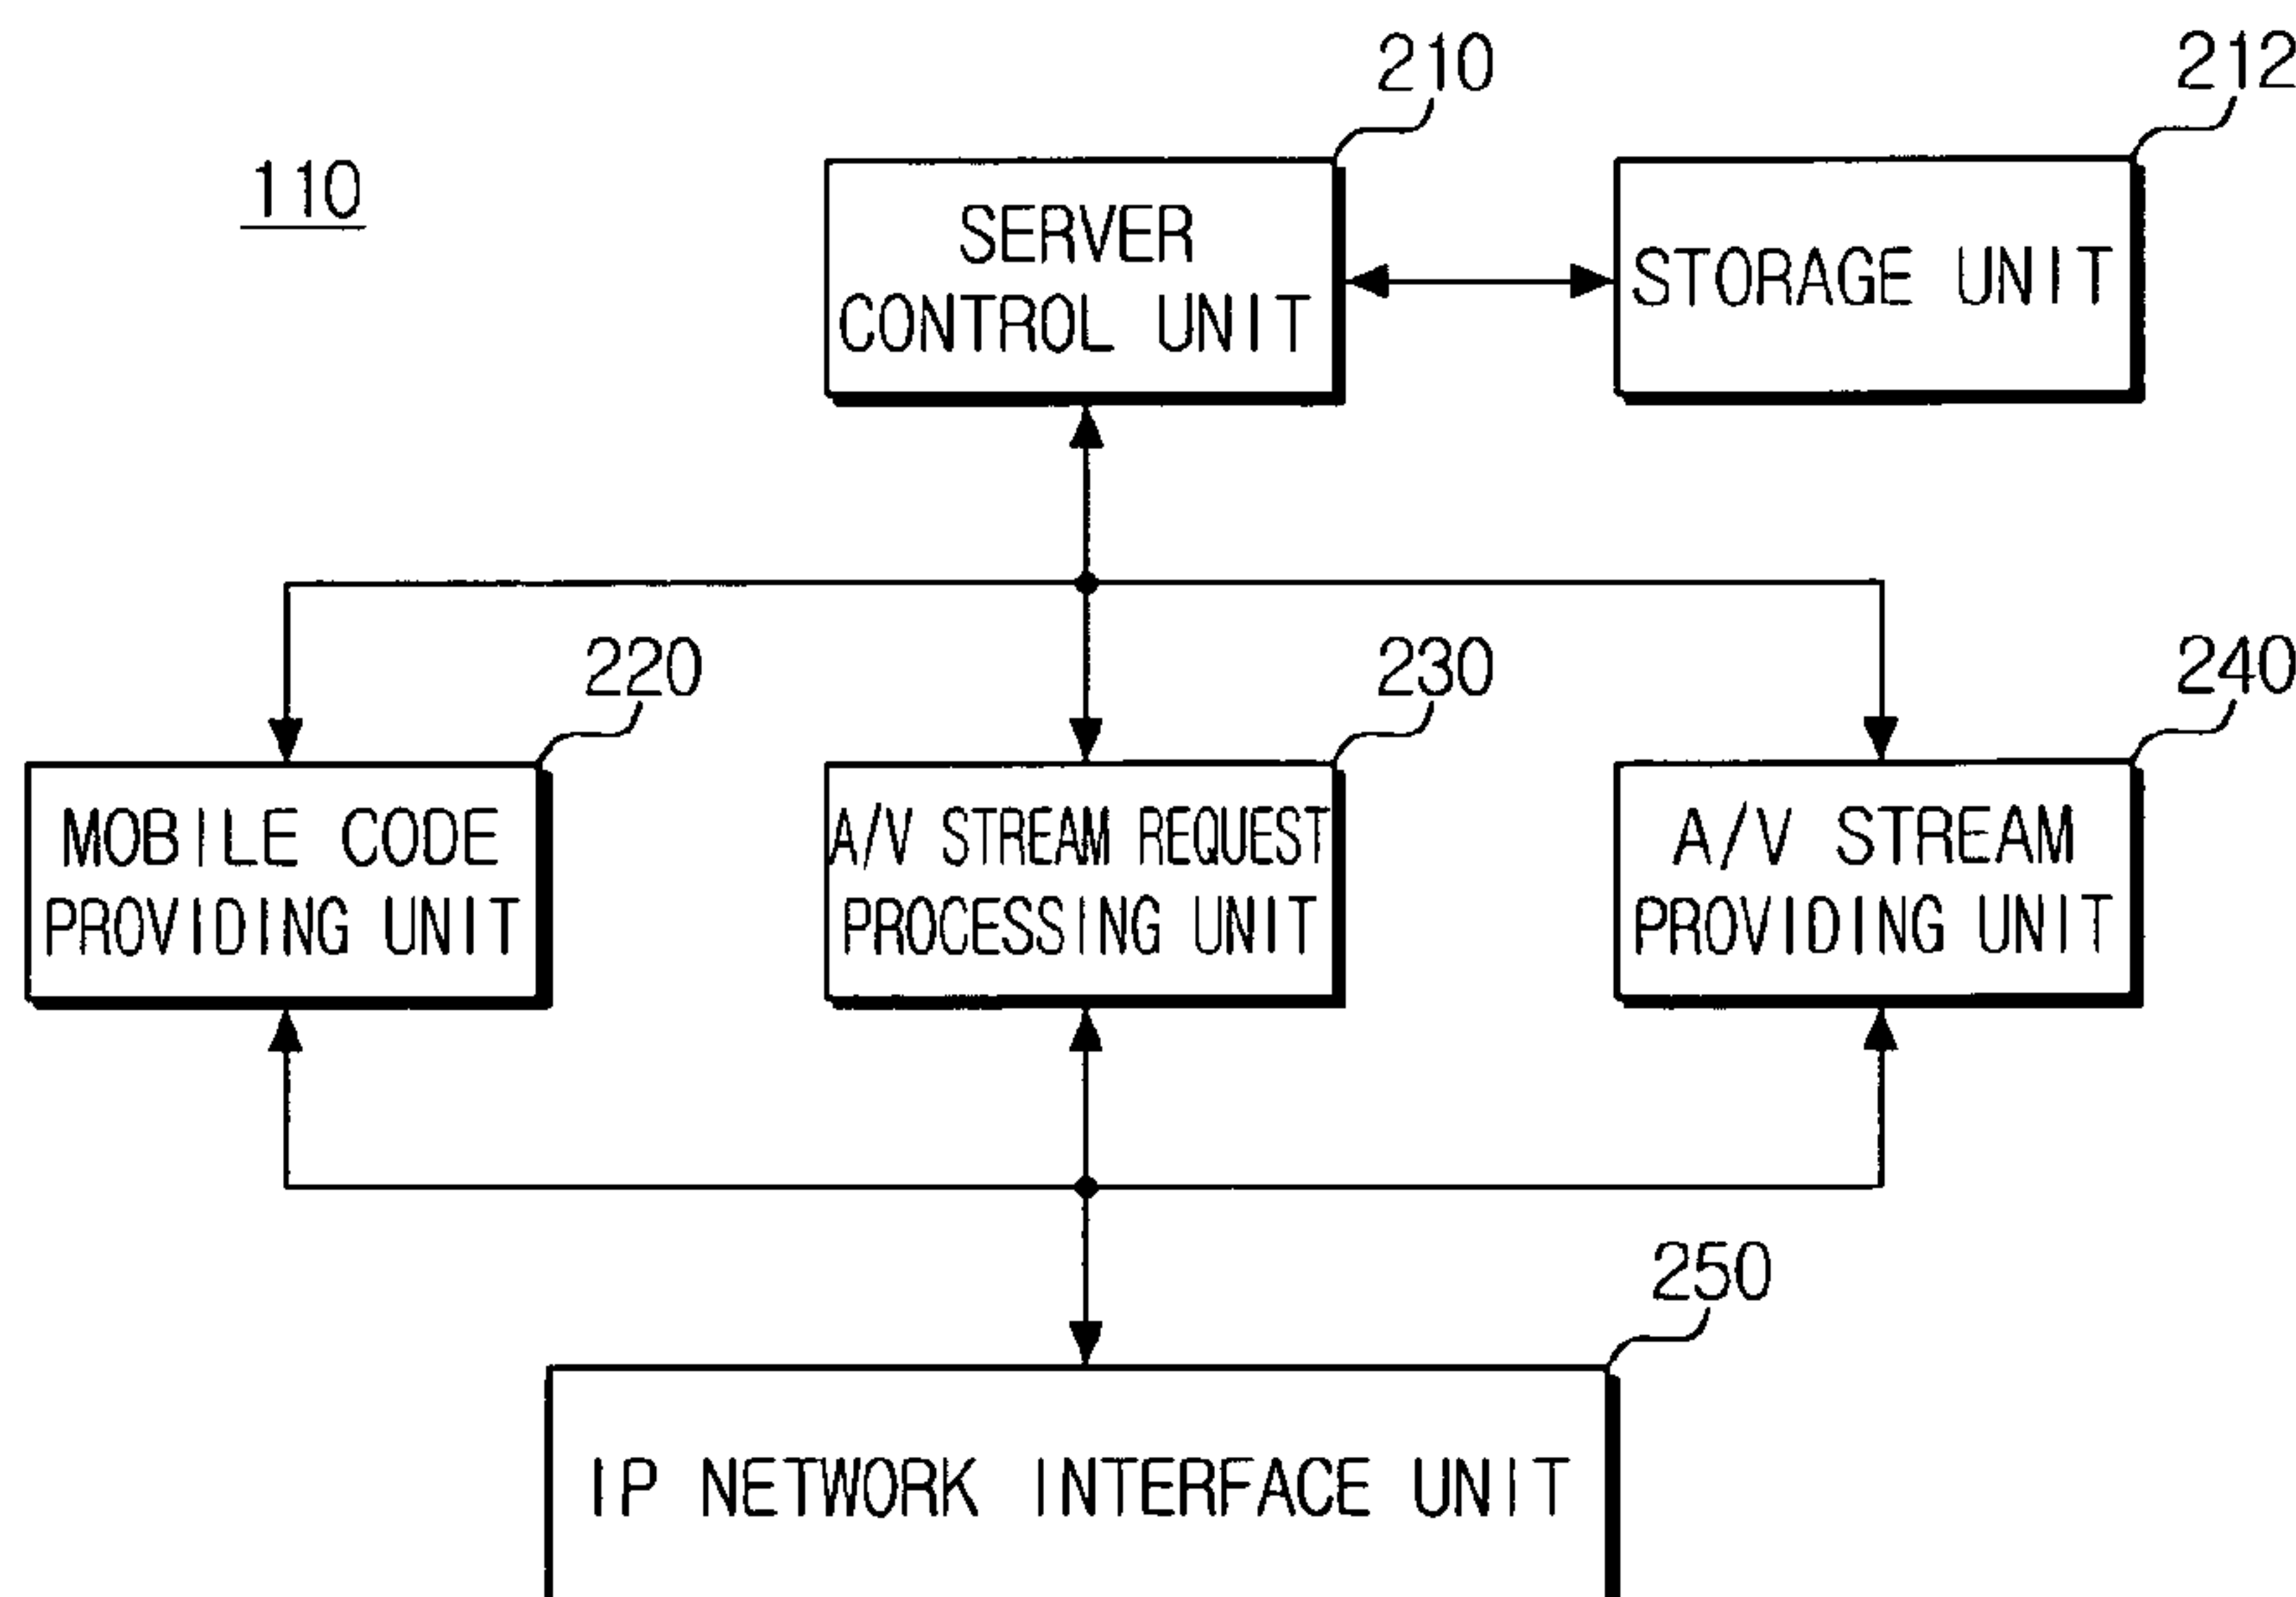 210
212
110
SERVER
CONTROL UNIT
STORAGE UNIT
220
230
240
MOBILE CODE
PROVIDING UNIT
A/V STREAM REQUEST
PROCESSING UNIT
A/V STREAM
PROVIDING UNIT
250
IP NETWORK INTERFACE UNIT